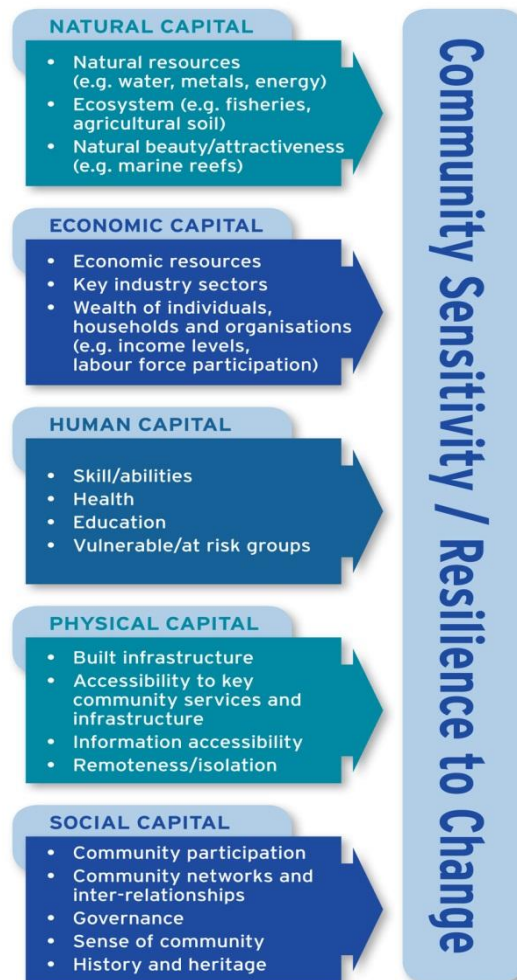 NATURAL CAPITAL
• Natural resources
(e.g. water, metals, energy)
• Ecosystem (e.g. fisheries,
agricultural soil)
• Natural beauty/attractiveness
(e.g. marine reefs)
ECONOMIC CAPITAL
• Economic resources
• Key industry sectors
• Wealth of individuals,
households and organisations
(e.g. income levels,
labour force participation)
HUMAN CAPITAL
• Skill/abilities
• Health
• Education
• Vulnerable/at risk groups
PHYSICAL CAPITAL
• Built infrastructure
• Accessibility to key
community services and
infrastructure
• Information accessibility
• Remoteness/isolation
SOCIAL CAPITAL
• Community participation
• Community networks and
inter-relationships
• Governance
• Sense of community
• History and heritage
Community Sensitivity / Resilience to Change